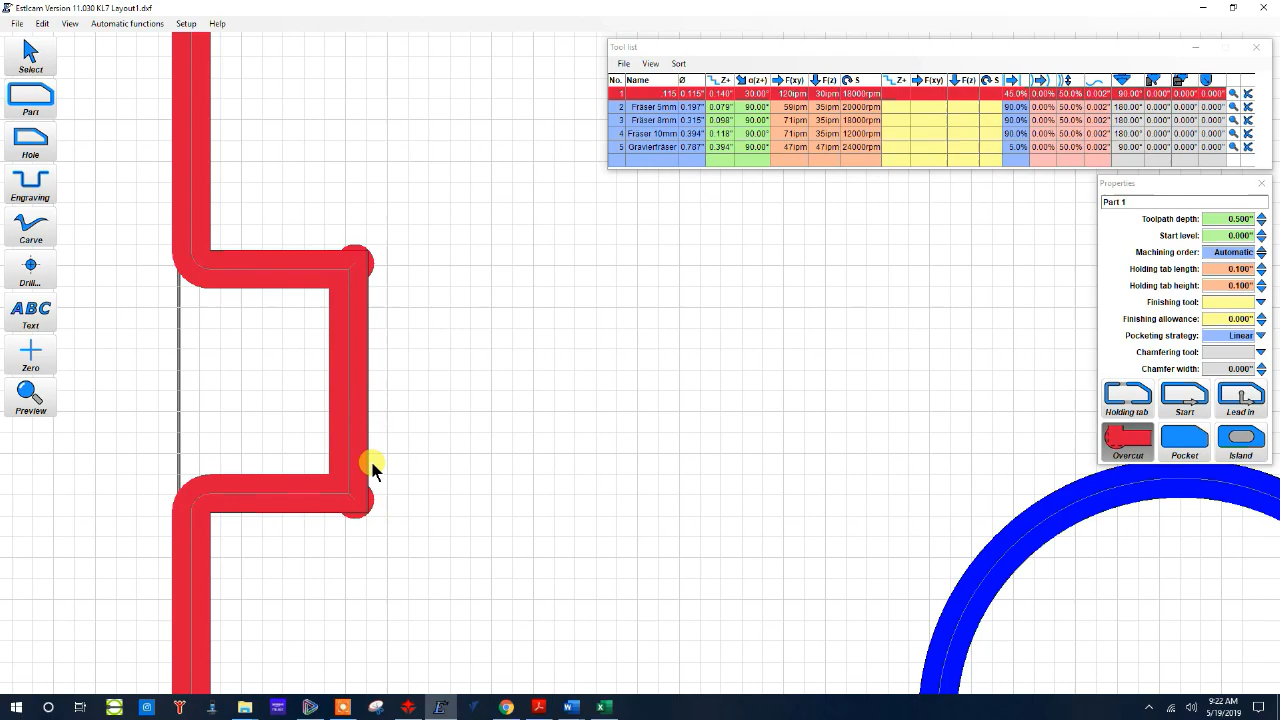 Estlcam Version 11.030 KL7 Layout1.dxf
File Edit View Automatic functions Setup Help
Select
Part
Hole
Engraving
Carve
Drill...
ABC
Text
Zero
Preview
Tool list
File View Sort
No. Name Ø Z+ α(z+) F(xy) F(z) S Z+ F(xy) F(z) S
1 .115 0.115" 0.140" 30.00° 120ipm 30ipm 18000rpm 45.0% 0.00% 50.0% 0.002" 90.00° 0.000" 0.000" 0.000"
2 Fräser 5mm 0.197" 0.079" 90.00° 59ipm 35ipm 20000rpm 90.0% 0.00% 50.0% 0.002" 180.00° 0.000" 0.000" 0.000"
3 Fräser 8mm 0.315" 0.098" 90.00° 71ipm 35ipm 18000rpm 90.0% 0.00% 50.0% 0.002" 180.00° 0.000" 0.000" 0.000"
4 Fräser 10mm 0.394" 0.118" 90.00° 71ipm 35ipm 12000rpm 90.0% 0.00% 50.0% 0.002" 180.00° 0.000" 0.000" 0.000"
5 Gravierfräser 0.787" 0.394" 90.00° 47ipm 47ipm 24000rpm 5.0% 0.00% 50.0% 0.002" 90.00° 0.000" 0.000" 0.000"
Properties
Part 1
Toolpath depth: 0.500"
Start level: 0.000"
Machining order: Automatic
Holding tab length: 0.100"
Holding tab height: 0.100"
Finishing tool:
Finishing allowance: 0.000"
Pocketing strategy: Linear
Chamfering tool:
Chamfer width: 0.000"
Holding tab Start Lead in
Overcut Pocket Island
9:22 AM
5/19/2019